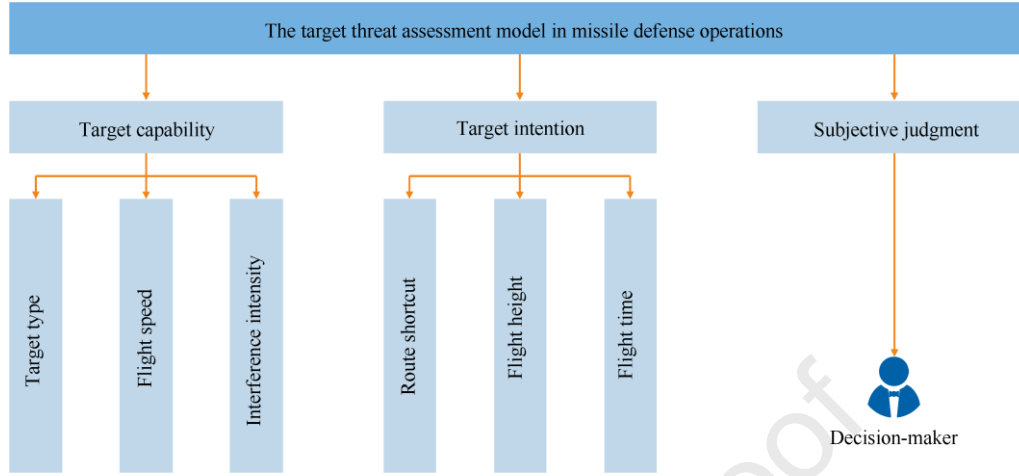 The target threat assessment model in missile defense operations
Target capability
Target intention
Subjective judgment
Target type
Flight speed
Interference intensity
Route shortcut
Flight height
Flight time
Decision-maker